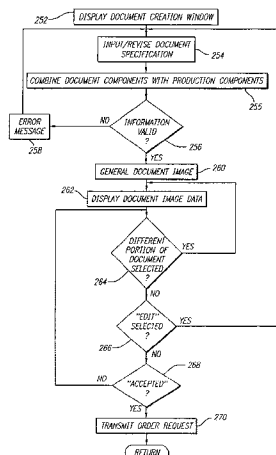 252
DISPLAY DOCUMENT CREATION WINDOW
INPUT/REVISE DOCUMENT
SPECIFICATION
254
COMBINE DOCUMENT COMPONENTS WITH PRODUCTION COMPONENTS
255
ERROR
MESSAGE
258
NO
INFORMATION
VALID
?
256
YES
GENERAL DOCUMENT IMAGE
260
262
DISPLAY DOCUMENT IMAGE DATA
DIFFERENT
PORTION OF
DOCUMENT
SELECTED
?
YES
264
NO
"EDIT"
SELECTED
?
YES
266
NO
268
NO
"ACCEPTED"
?
YES
270
TRANSMIT ORDER REQUEST
RETURN